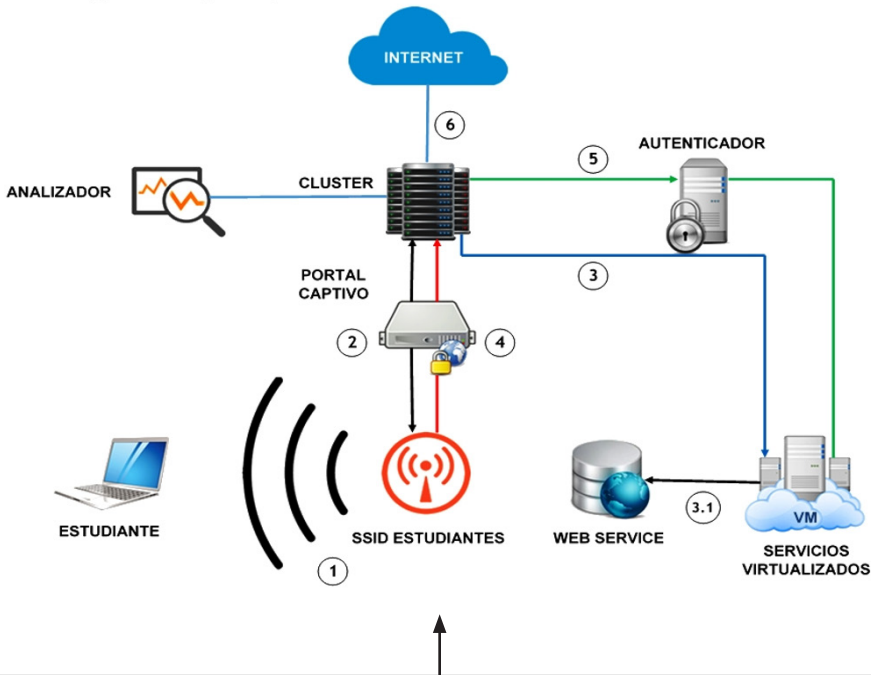 INTERNET
6
AUTENTICADOR
5
ANALIZADOR
CLUSTER
3
PORTAL
CAPTIVO
2
4
ESTUDIANTE
SSID ESTUDIANTES
1
WEB SERVICE
3.1
VM
SERVICIOS
VIRTUALIZADOS